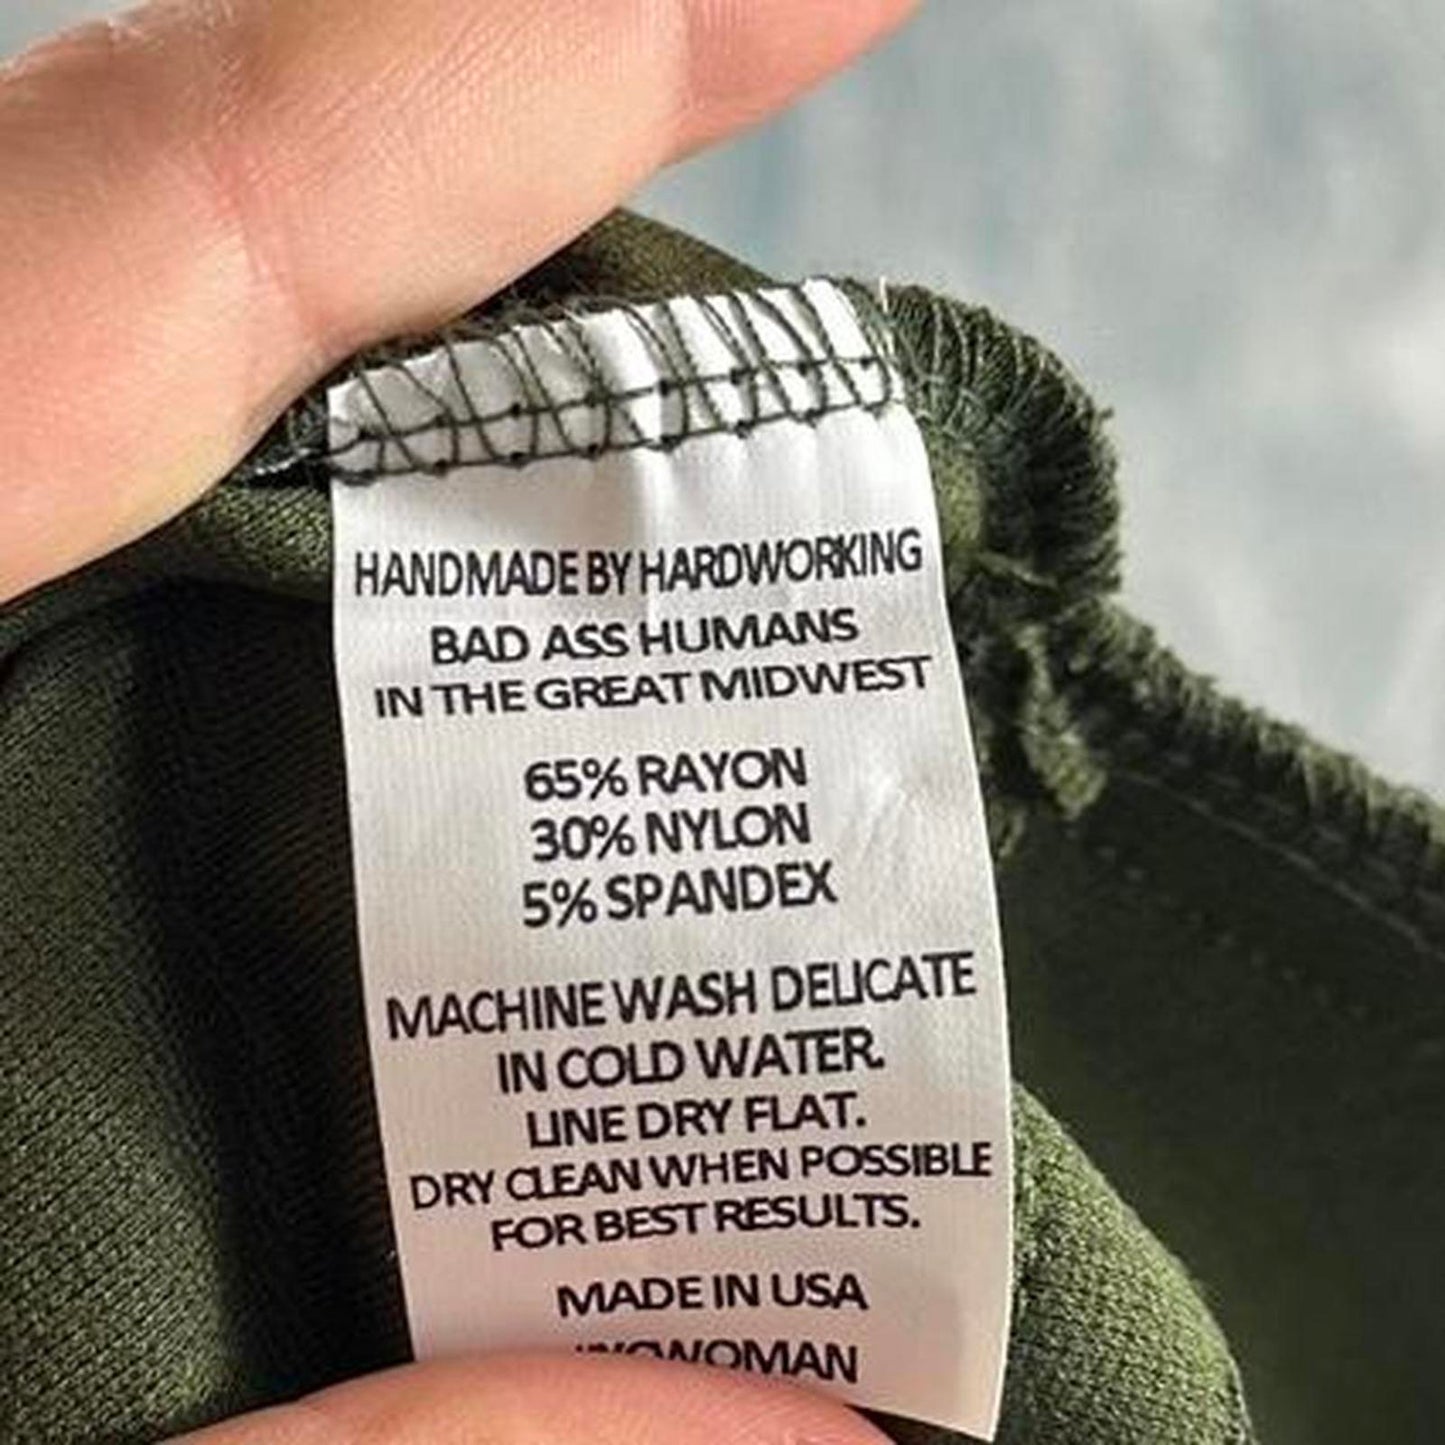 HANDMADE BY HARDWORKING
BAD ASS HUMANS
IN THE GREAT MIDWEST
65% RAYON
30% NYLON
5% SPANDEX
MACHINE WASH DELICATE
IN COLD WATER.
LINE DRY FLAT.
DRY CLEAN WHEN POSSIBLE
FOR BEST RESULTS.
MADE IN USA